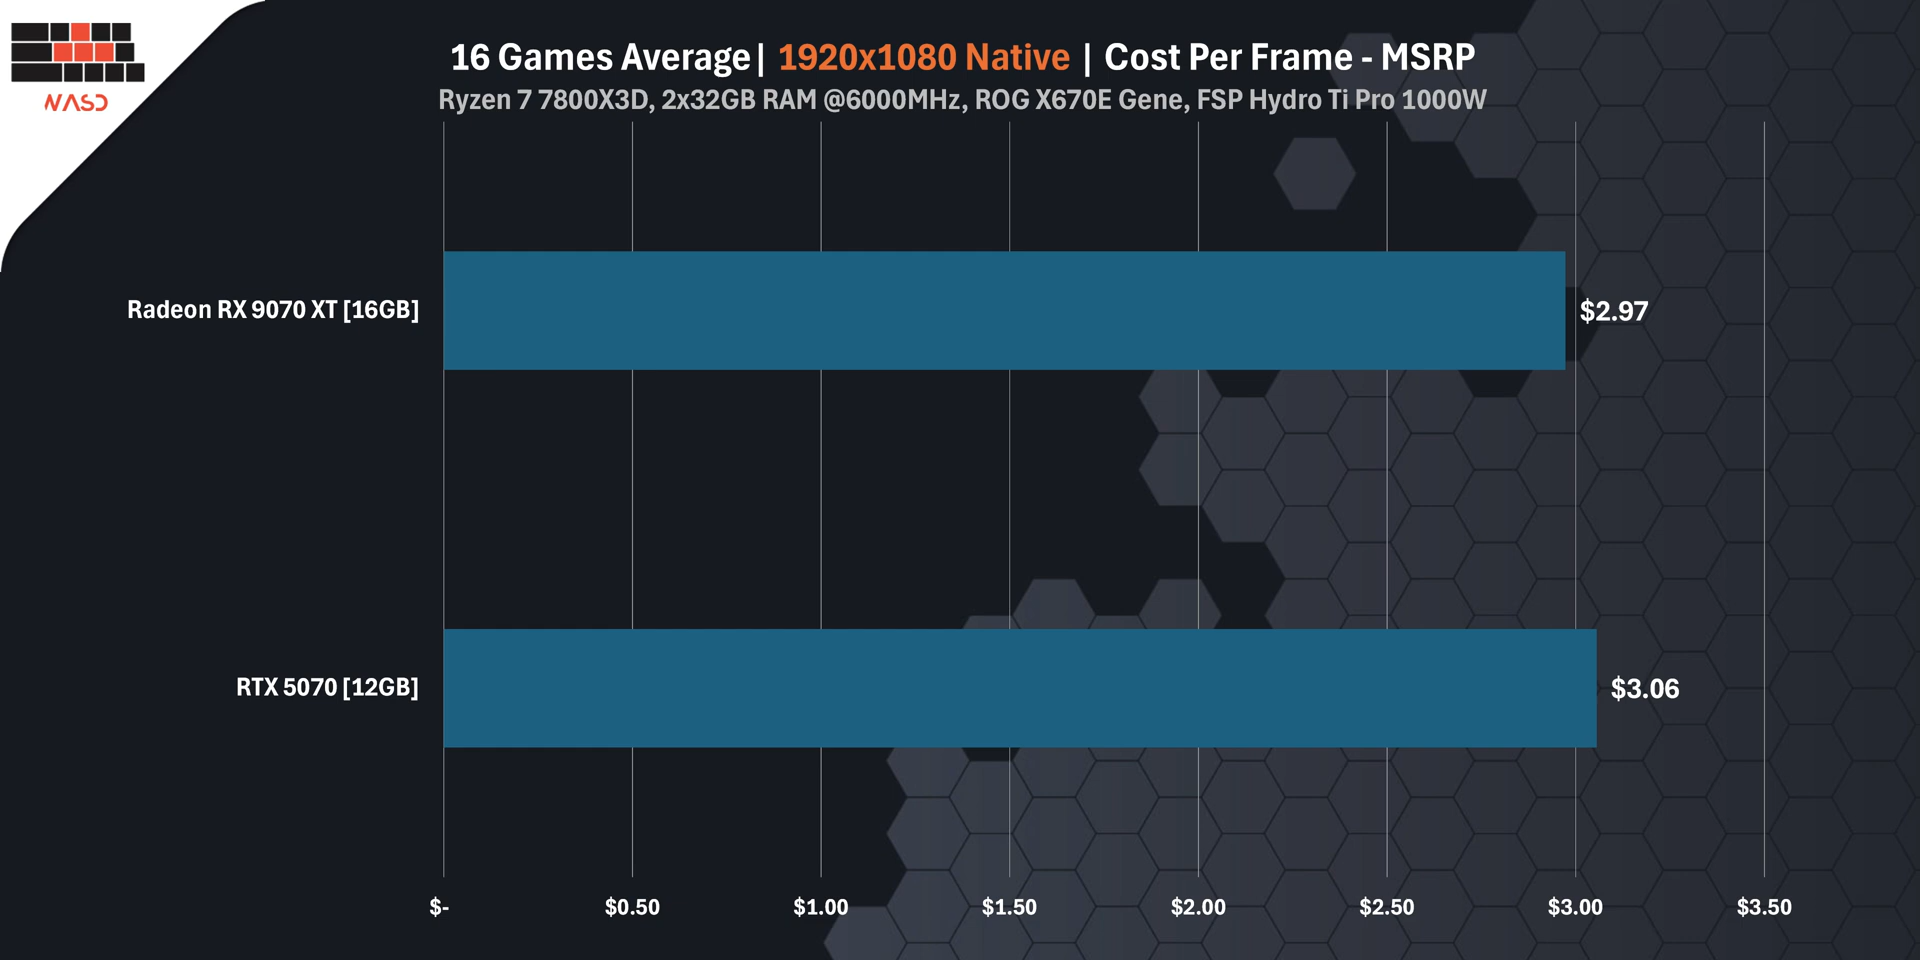 WASD
16 Games Average| 1920x1080 Native | Cost Per Frame - MSRP
Ryzen 7 7800X3D, 2x32GB RAM @6000MHz, ROG X670E Gene, FSP Hydro Ti Pro 1000W
Radeon RX 9070 XT [16GB]
$2.97
RTX 5070 [12GB]
$3.06
$- $0.50 $1.00 $1.50 $2.00 $2.50 $3.00 $3.50